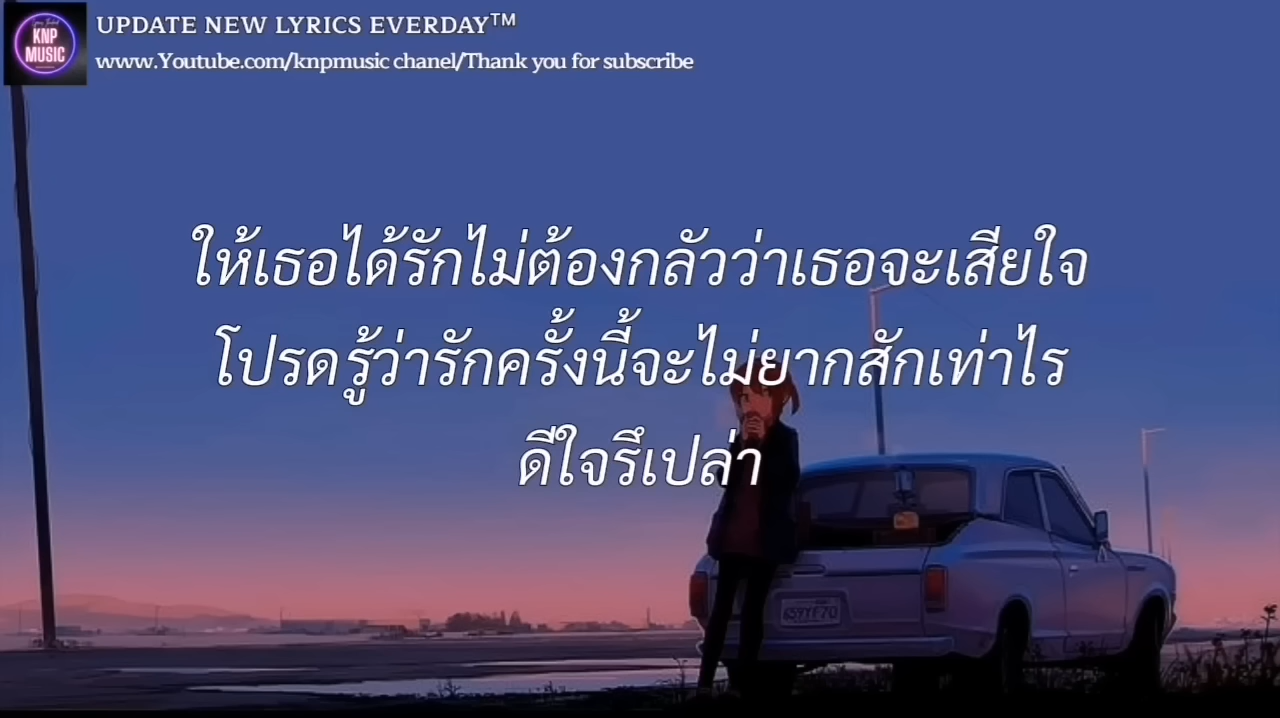 KNP
MUSIC
UPDATE NEW LYRICS EVERDAY™
www.Youtube.com/knpmusic chanel/Thank you for subscribe
ให้เธอได้รักไม่ต้องกลัวว่าเธอจะเสียใจ
โปรดรู้ว่ารักครั้งนี้จะไม่ยากสักเท่าไร
ดีใจรึเปล่า